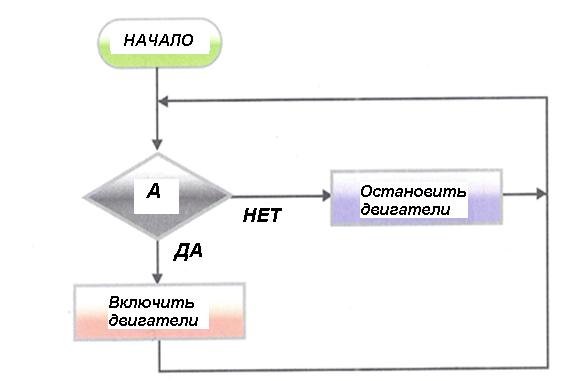 НАЧАЛО
А
НЕТ
Остановить
двигатели
ДА
Включить
двигатели